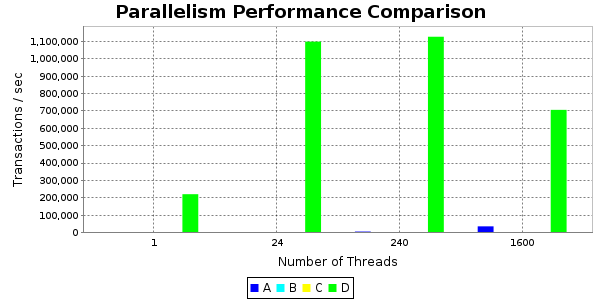 Parallelism Performance Comparison
Transactions / sec
1,100,000
1,000,000
900,000
800,000
700,000
600,000
500,000
400,000
300,000
200,000
100,000
0
1 24 240 1600
Number of Threads
A B C D